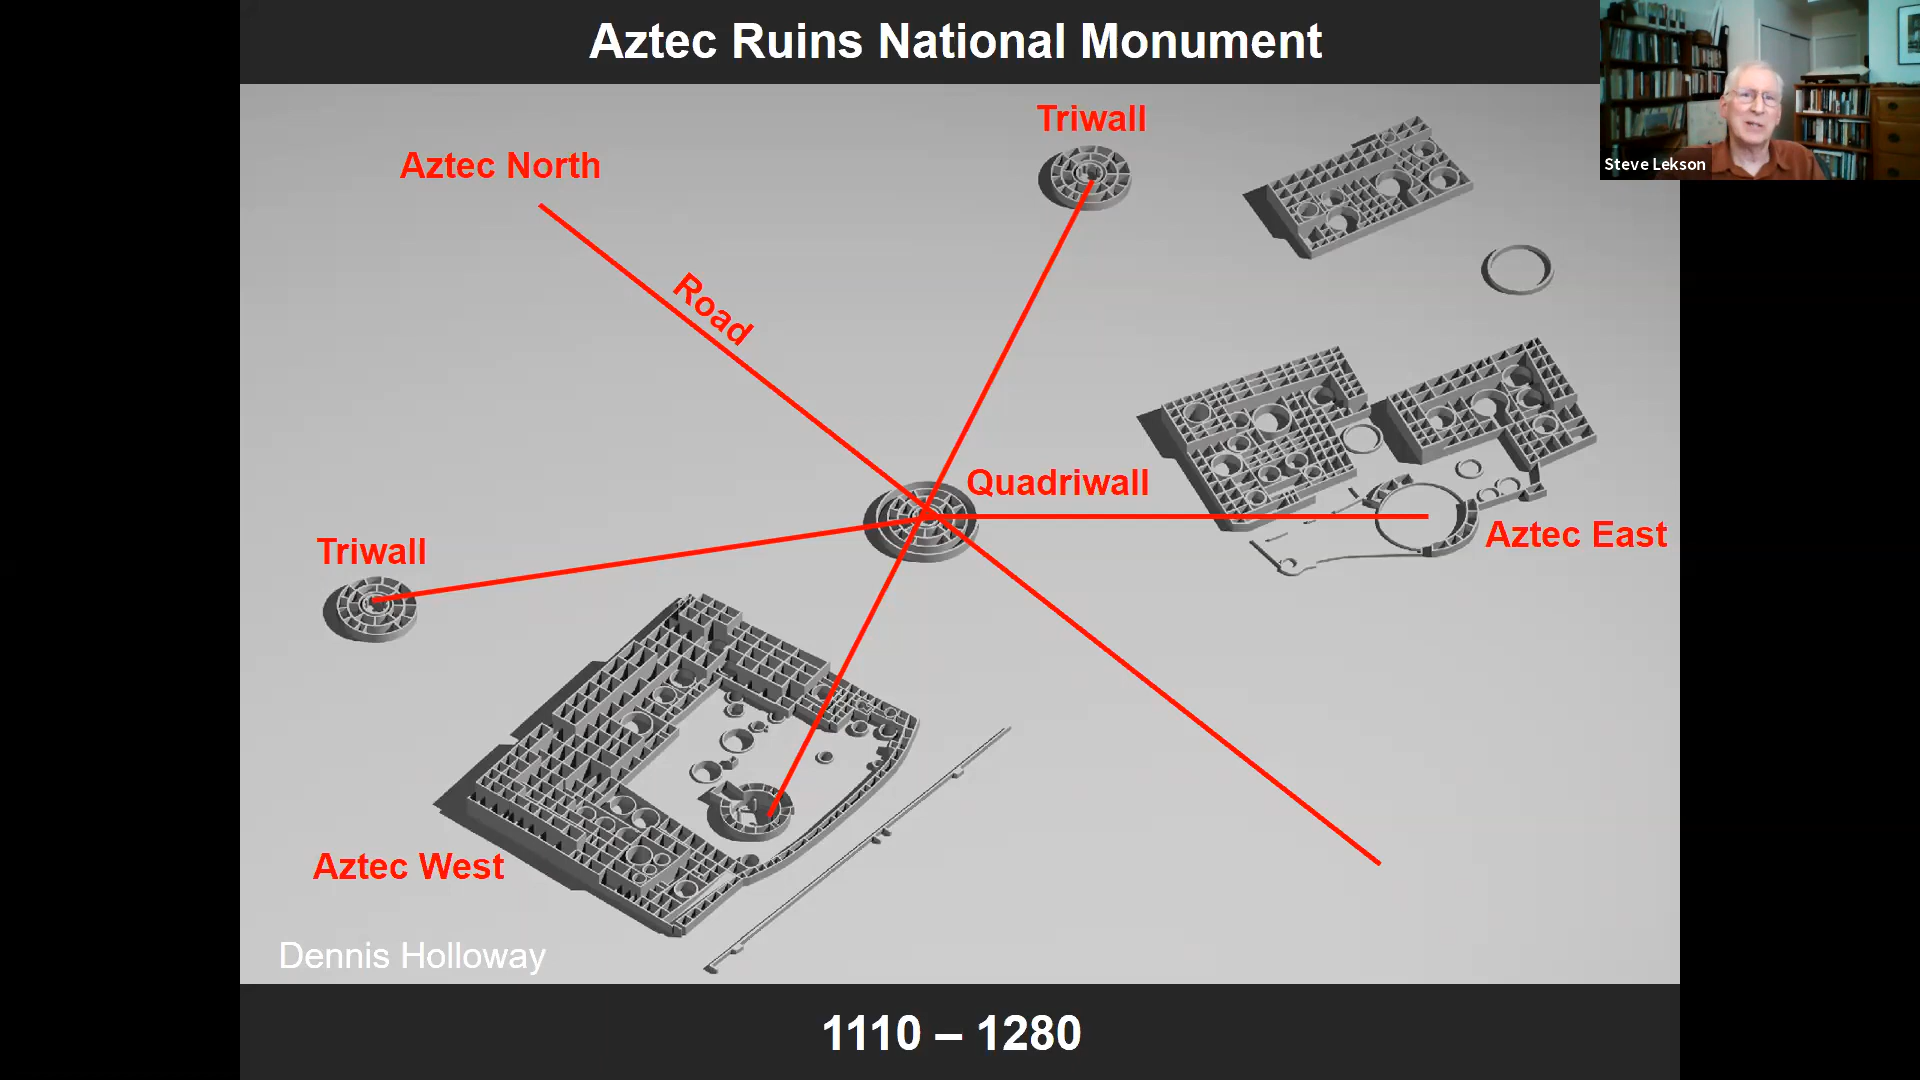 Aztec Ruins National Monument
Steve Lekson
Triwall
Aztec North
Road
Quadriwall
Aztec East
Triwall
Aztec West
Dennis Holloway
1110 – 1280